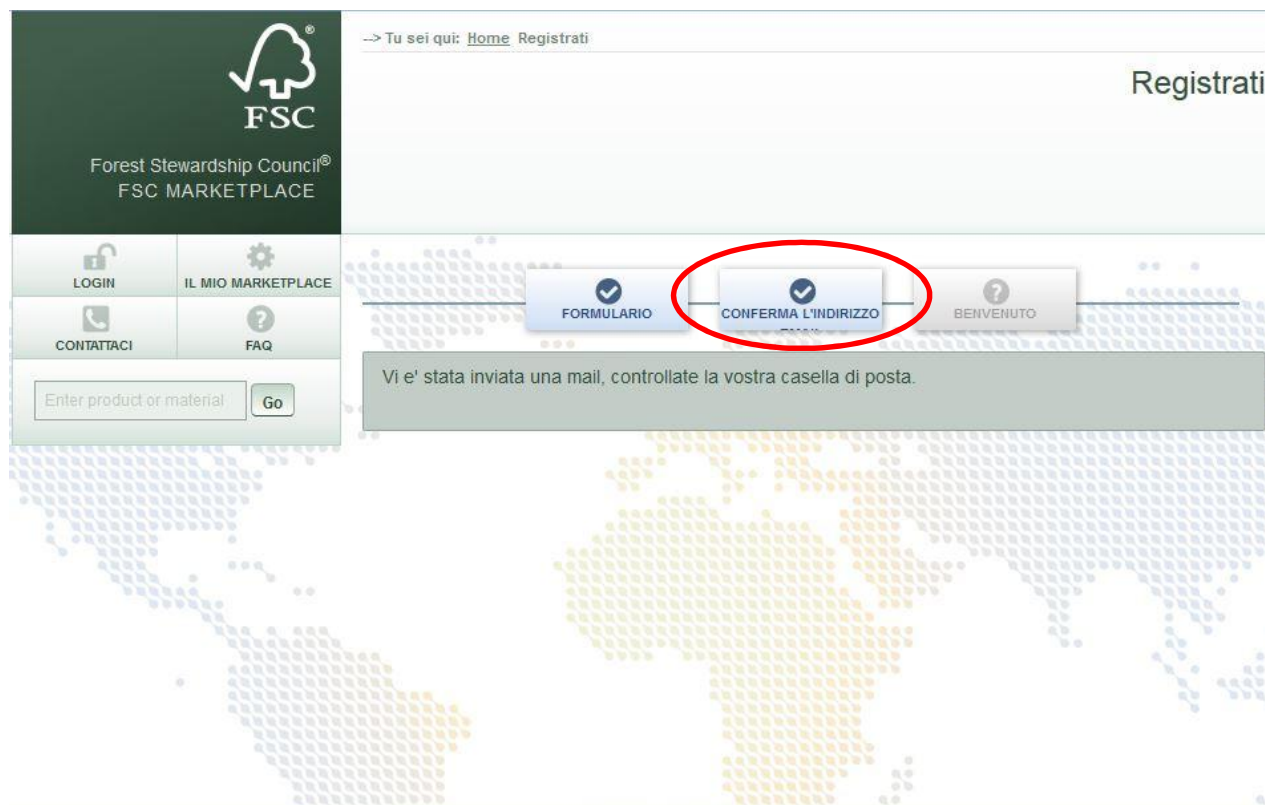 --> Tu sei qui: Home Registrati
Registrati
FSC
Forest Stewardship Council®
FSC MARKETPLACE
LOGIN
IL MIO MARKETPLACE
CONTATTACI
FAQ
Enter product or material
Go
FORMULARIO
CONFERMA L'INDIRIZZO
BENVENUTO
Vi e' stata inviata una mail, controllate la vostra casella di posta.